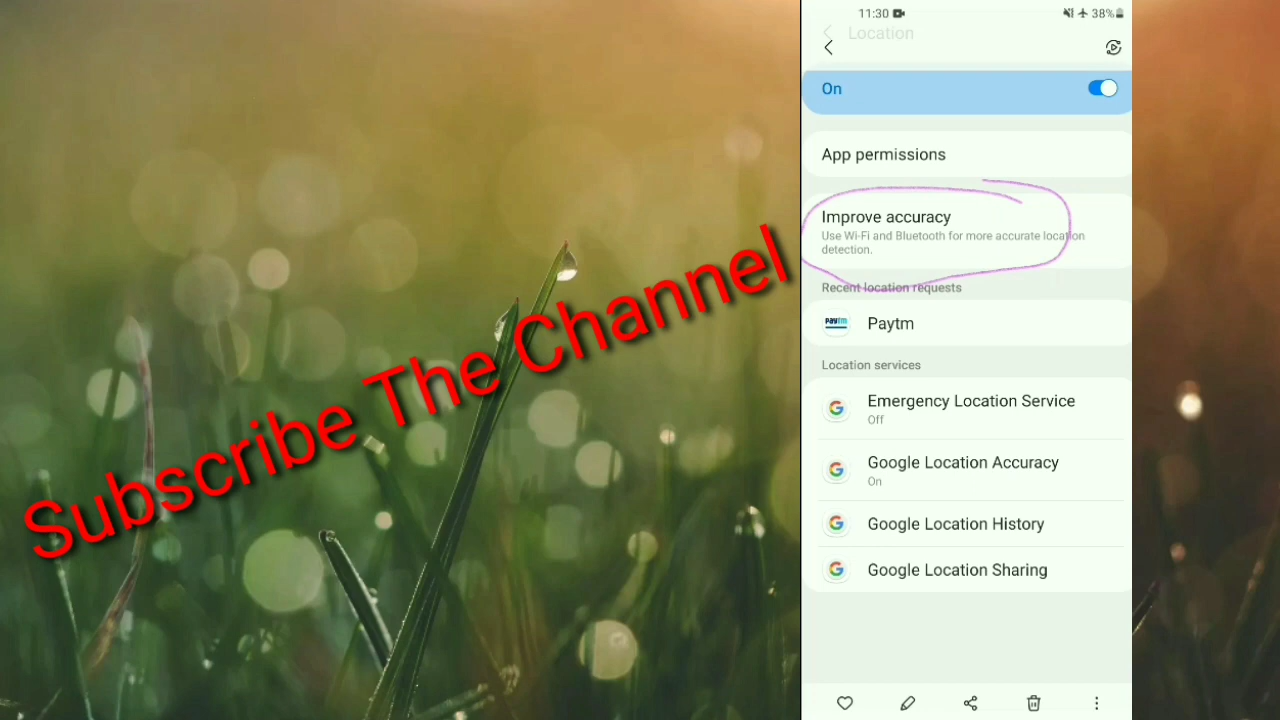 Subscribe The Channel
11:30
38%
Location
On
App permissions
Improve accuracy
Use Wi-Fi and Bluetooth for more accurate location
detection.
Recent location requests
paytm
Paytm
Location services
Emergency Location Service
Off
Google Location Accuracy
On
Google Location History
Google Location Sharing